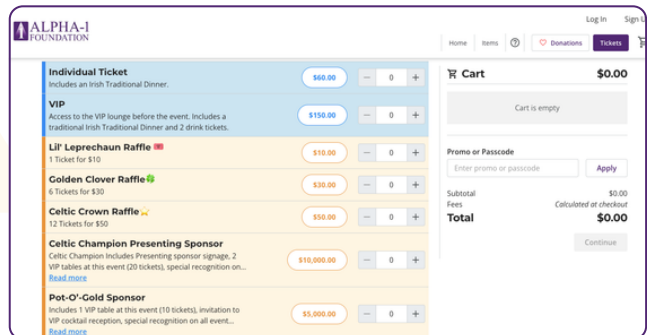 ALPHA-1
FOUNDATION
Log In
Home Items Donations Tickets
Individual Ticket
Includes an Irish Traditional Dinner.
$60.00 − 0 +
VIP
Access to the VIP lounge before the event. Includes a
traditional Irish Traditional Dinner and 2 drink tickets.
$150.00 − 0 +
Lil' Leprechaun Raffle 🎟️
1 Ticket for $10
$10.00 − 0 +
Golden Clover Raffle🍀
6 Tickets for $30
$30.00 − 0 +
Celtic Crown Raffle⭐
12 Tickets for $50
$50.00 − 0 +
Celtic Champion Presenting Sponsor
Celtic Champion Includes Presenting sponsor signage, 2
VIP tables at this event (20 tickets), special recognition on...
Read more
$10,000.00 − 0 +
Pot-O'-Gold Sponsor
Includes 1 VIP table at this event (10 tickets), invitation to
VIP cocktail reception, special recognition on all event...
Read more
$5,000.00 − 0 +
Cart $0.00
Cart is empty
Promo or Passcode
Enter promo or passcode Apply
Subtotal $0.00
Fees Calculated at checkout
Total $0.00
Continue